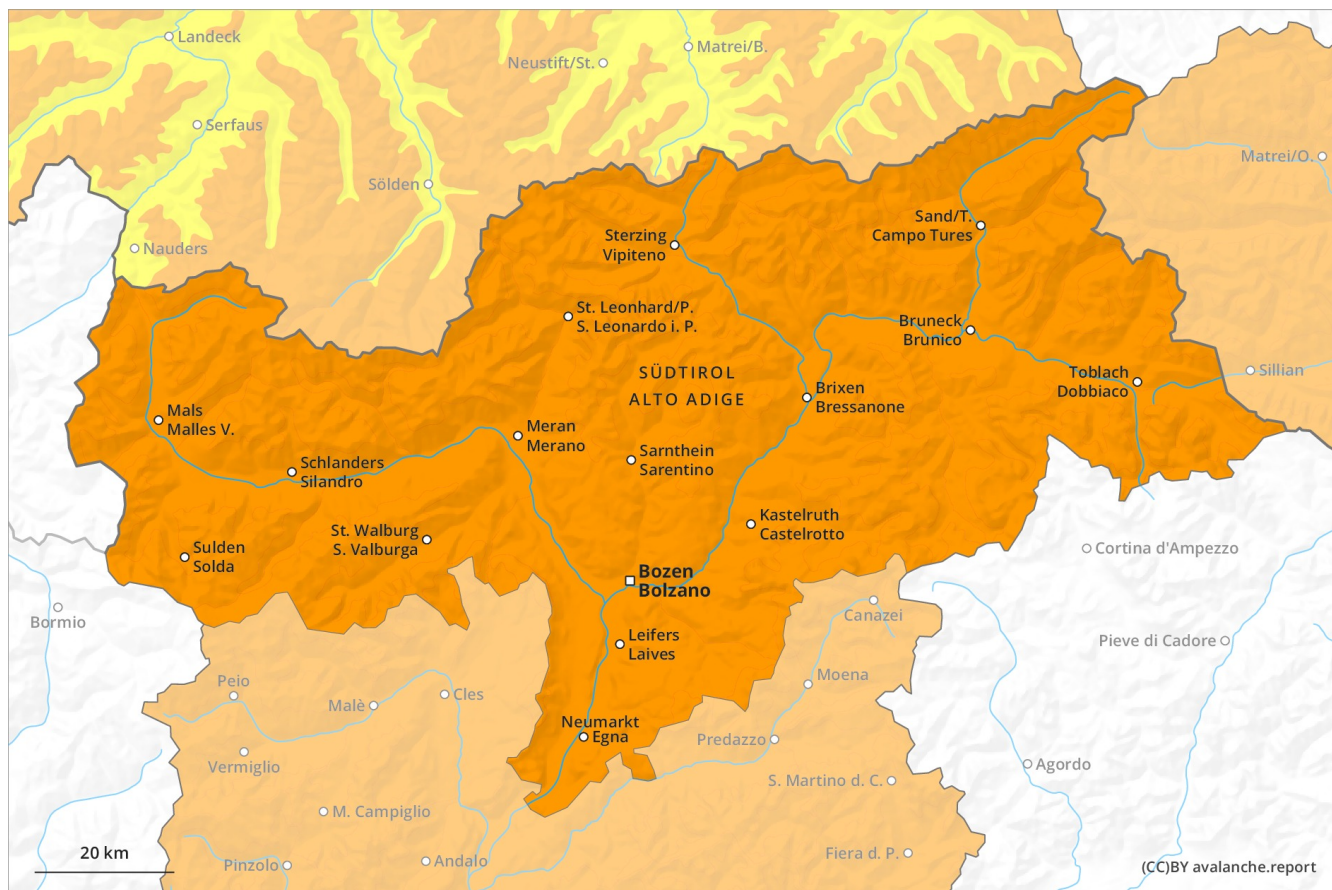 Landeck
Matrei/B.
Neustift/St.
Serfaus
Matrei/O.
Sölden
Sand/T.
Campo Tures
Sterzing
Vipiteno
Nauders
St. Leonhard/P.
S. Leonardo i. P.
Bruneck
Brunico
SÜDTIROL
ALTO ADIGE
Toblach
Dobbiaco
Sillian
Brixen
Bressanone
Mals
Malles V.
Meran
Merano
Sarnthein
Sarentino
Schlanders
Silandro
Kastelruth
Castelrotto
St. Walburg
S. Valburga
Sulden
Solda
Cortina d'Ampezzo
Bozen
Bolzano
Bormio
Canazei
Leifers
Laives
Pieve di Cadore
Moena
Peio
Cles
Malè
Neumarkt
Egna
Predazzo
Vermiglio
Agordo
S. Martino d. C.
M. Campiglio
20 km
Pinzolo
Andalo
Fiera d. P.
(CC)BY avalanche.report